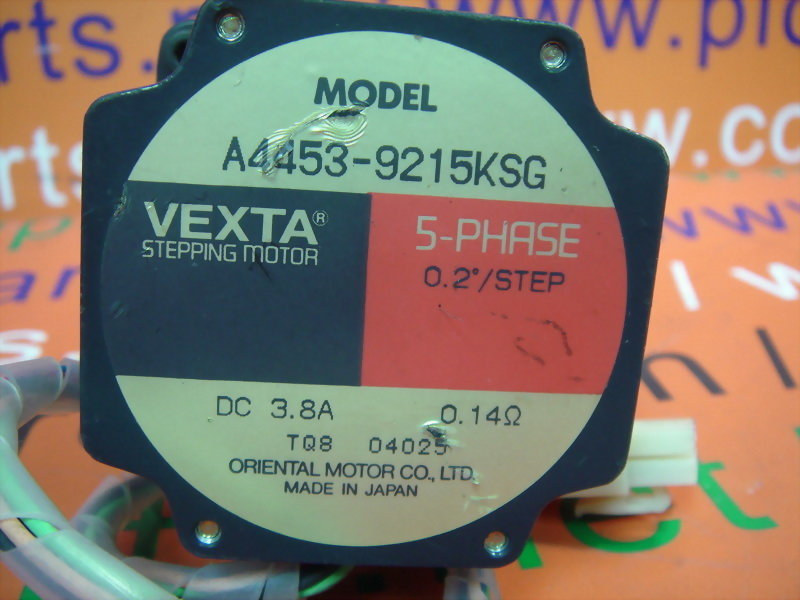 MODEL
A4453-9215KSG
VEXTA®
STEPPING MOTOR
5-PHASE
0.2°/STEP
DC 3.8A 0.14Ω
TQ8 04025
ORIENTAL MOTOR CO., LTD.
MADE IN JAPAN